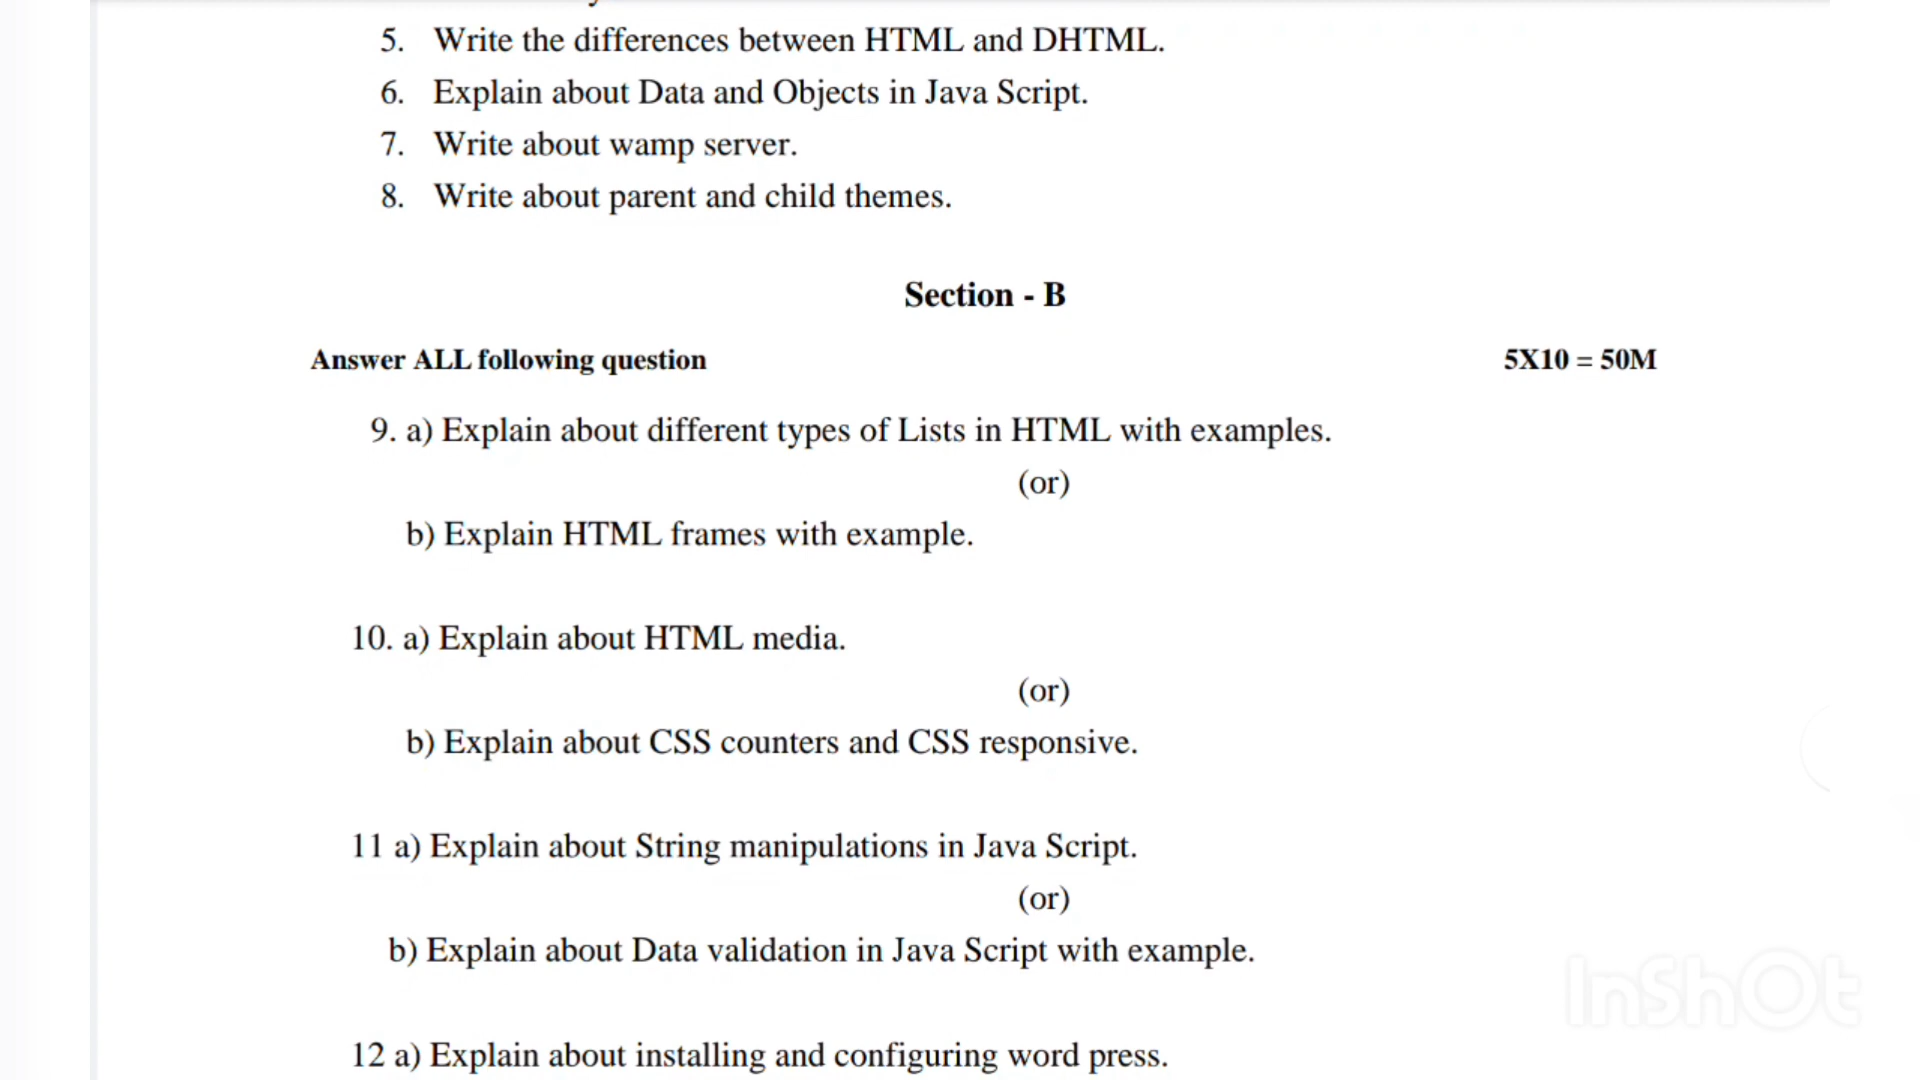 5. Write the differences between HTML and DHTML.
6. Explain about Data and Objects in Java Script.
7. Write about wamp server.
8. Write about parent and child themes.
Section - B
Answer ALL following question 5X10 = 50M
9. a) Explain about different types of Lists in HTML with examples.
(or)
b) Explain HTML frames with example.
10. a) Explain about HTML media.
(or)
b) Explain about CSS counters and CSS responsive.
11 a) Explain about String manipulations in Java Script.
(or)
b) Explain about Data validation in Java Script with example.
InShOt
12 a) Explain about installing and configuring word press.